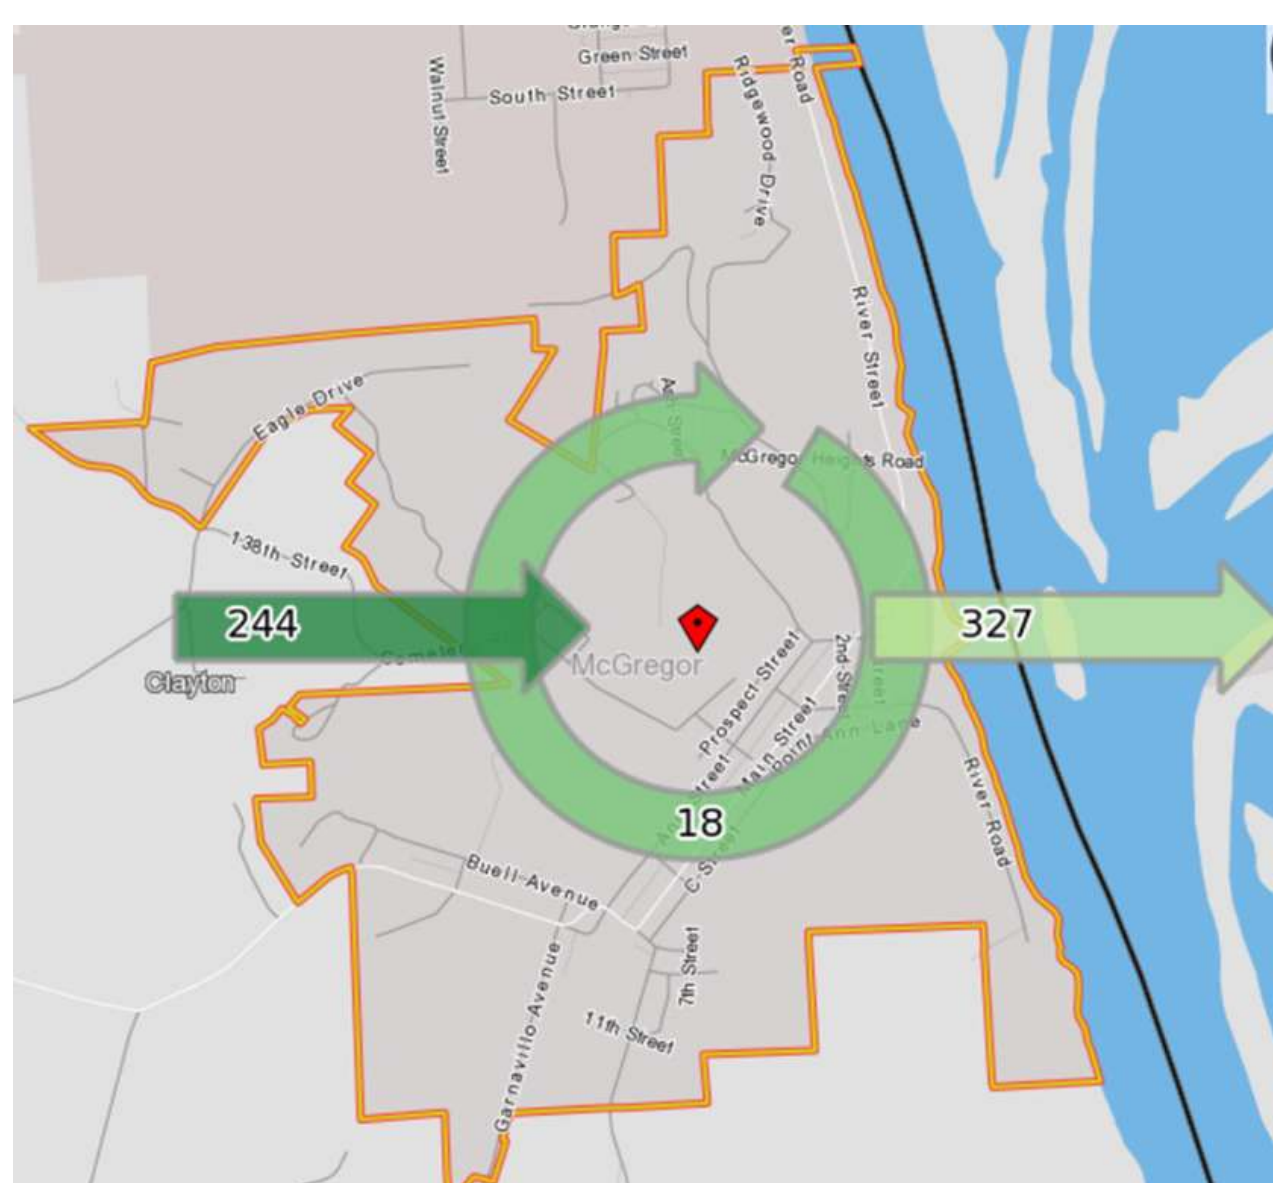 Green Street
South Street
Walnut Street
Ridgewood Drive
Road
River Street
Eagle Drive
McGregor Heights Road
138th Street
244
327
McGregor
Clayton
Prospect Street
2nd Street
Main Street
Point Ann Lane
River Road
18
C Street
Buell Avenue
7th Street
11th Street
Garnavillo Avenue